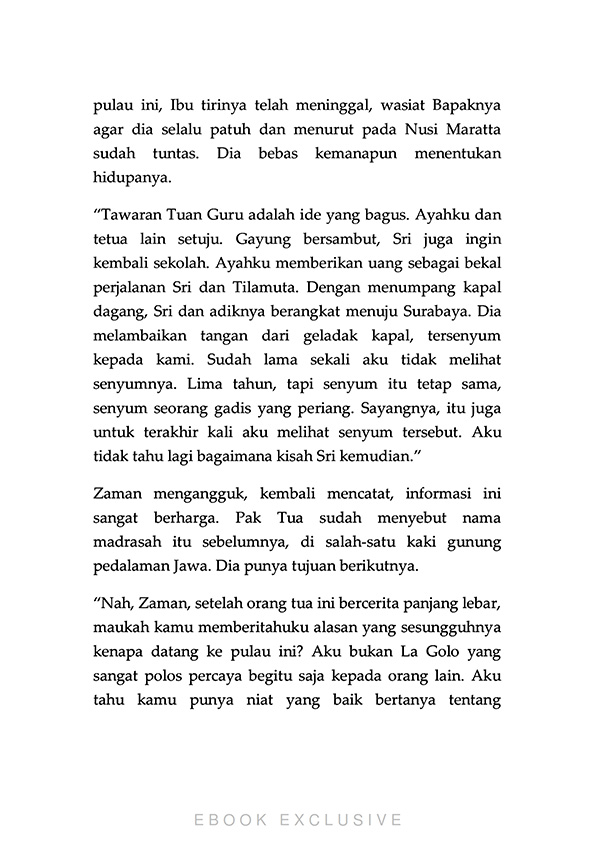 pulau ini, Ibu tirinya telah meninggal, wasiat Bapaknya
agar dia selalu patuh dan menurut pada Nusi Maratta
sudah tuntas. Dia bebas kemanapun menentukan
hidupanya.
“Tawaran Tuan Guru adalah ide yang bagus. Ayahku dan
tetua lain setuju. Gayung bersambut, Sri juga ingin
kembali sekolah. Ayahku memberikan uang sebagai bekal
perjalanan Sri dan Tilamuta. Dengan menumpang kapal
dagang, Sri dan adiknya berangkat menuju Surabaya. Dia
melambaikan tangan dari geladak kapal, tersenyum
kepada kami. Sudah lama sekali aku tidak melihat
senyumnya. Lima tahun, tapi senyum itu tetap sama,
senyum seorang gadis yang periang. Sayangnya, itu juga
untuk terakhir kali aku melihat senyum tersebut. Aku
tidak tahu lagi bagaimana kisah Sri kemudian.”
Zaman mengangguk, kembali mencatat, informasi ini
sangat berharga. Pak Tua sudah menyebut nama
madrasah itu sebelumnya, di salah-satu kaki gunung
pedalaman Jawa. Dia punya tujuan berikutnya.
“Nah, Zaman, setelah orang tua ini bercerita panjang lebar,
maukah kamu memberitahuku alasan yang sesungguhnya
kenapa datang ke pulau ini? Aku bukan La Golo yang
sangat polos percaya begitu saja kepada orang lain. Aku
tahu kamu punya niat yang baik bertanya tentang
EBOOK EXCLUSIVE